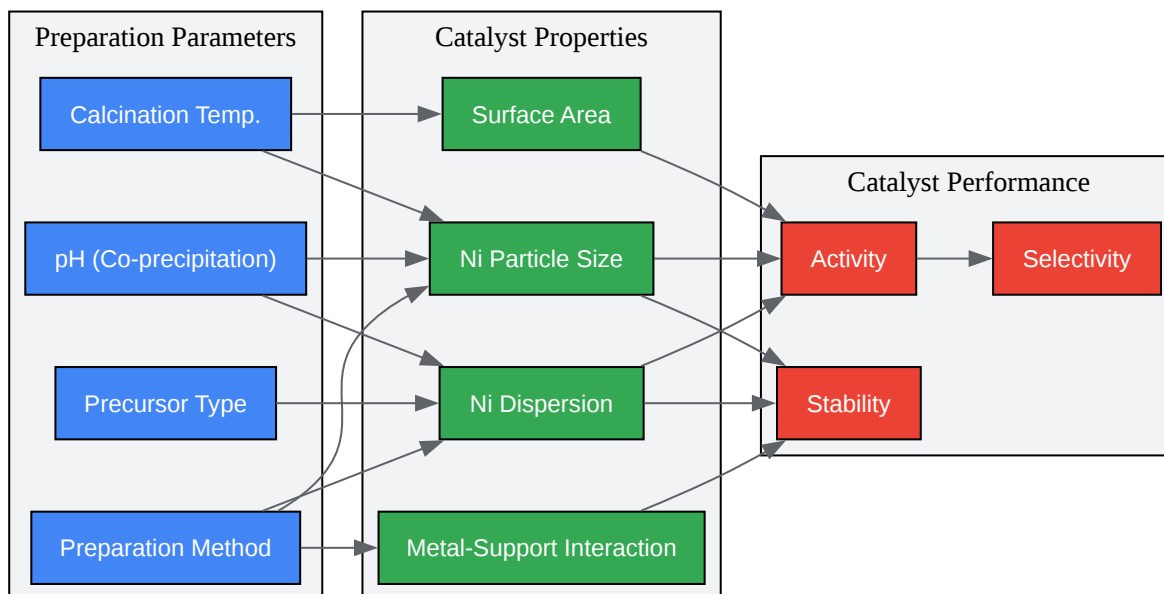 Preparation Parameters
Calcination Temp.
pH (Co-precipitation)
Precursor Type
Preparation Method
Catalyst Properties
Surface Area
Ni Particle Size
Ni Dispersion
Metal-Support Interaction
Catalyst Performance
Activity
Selectivity
Stability